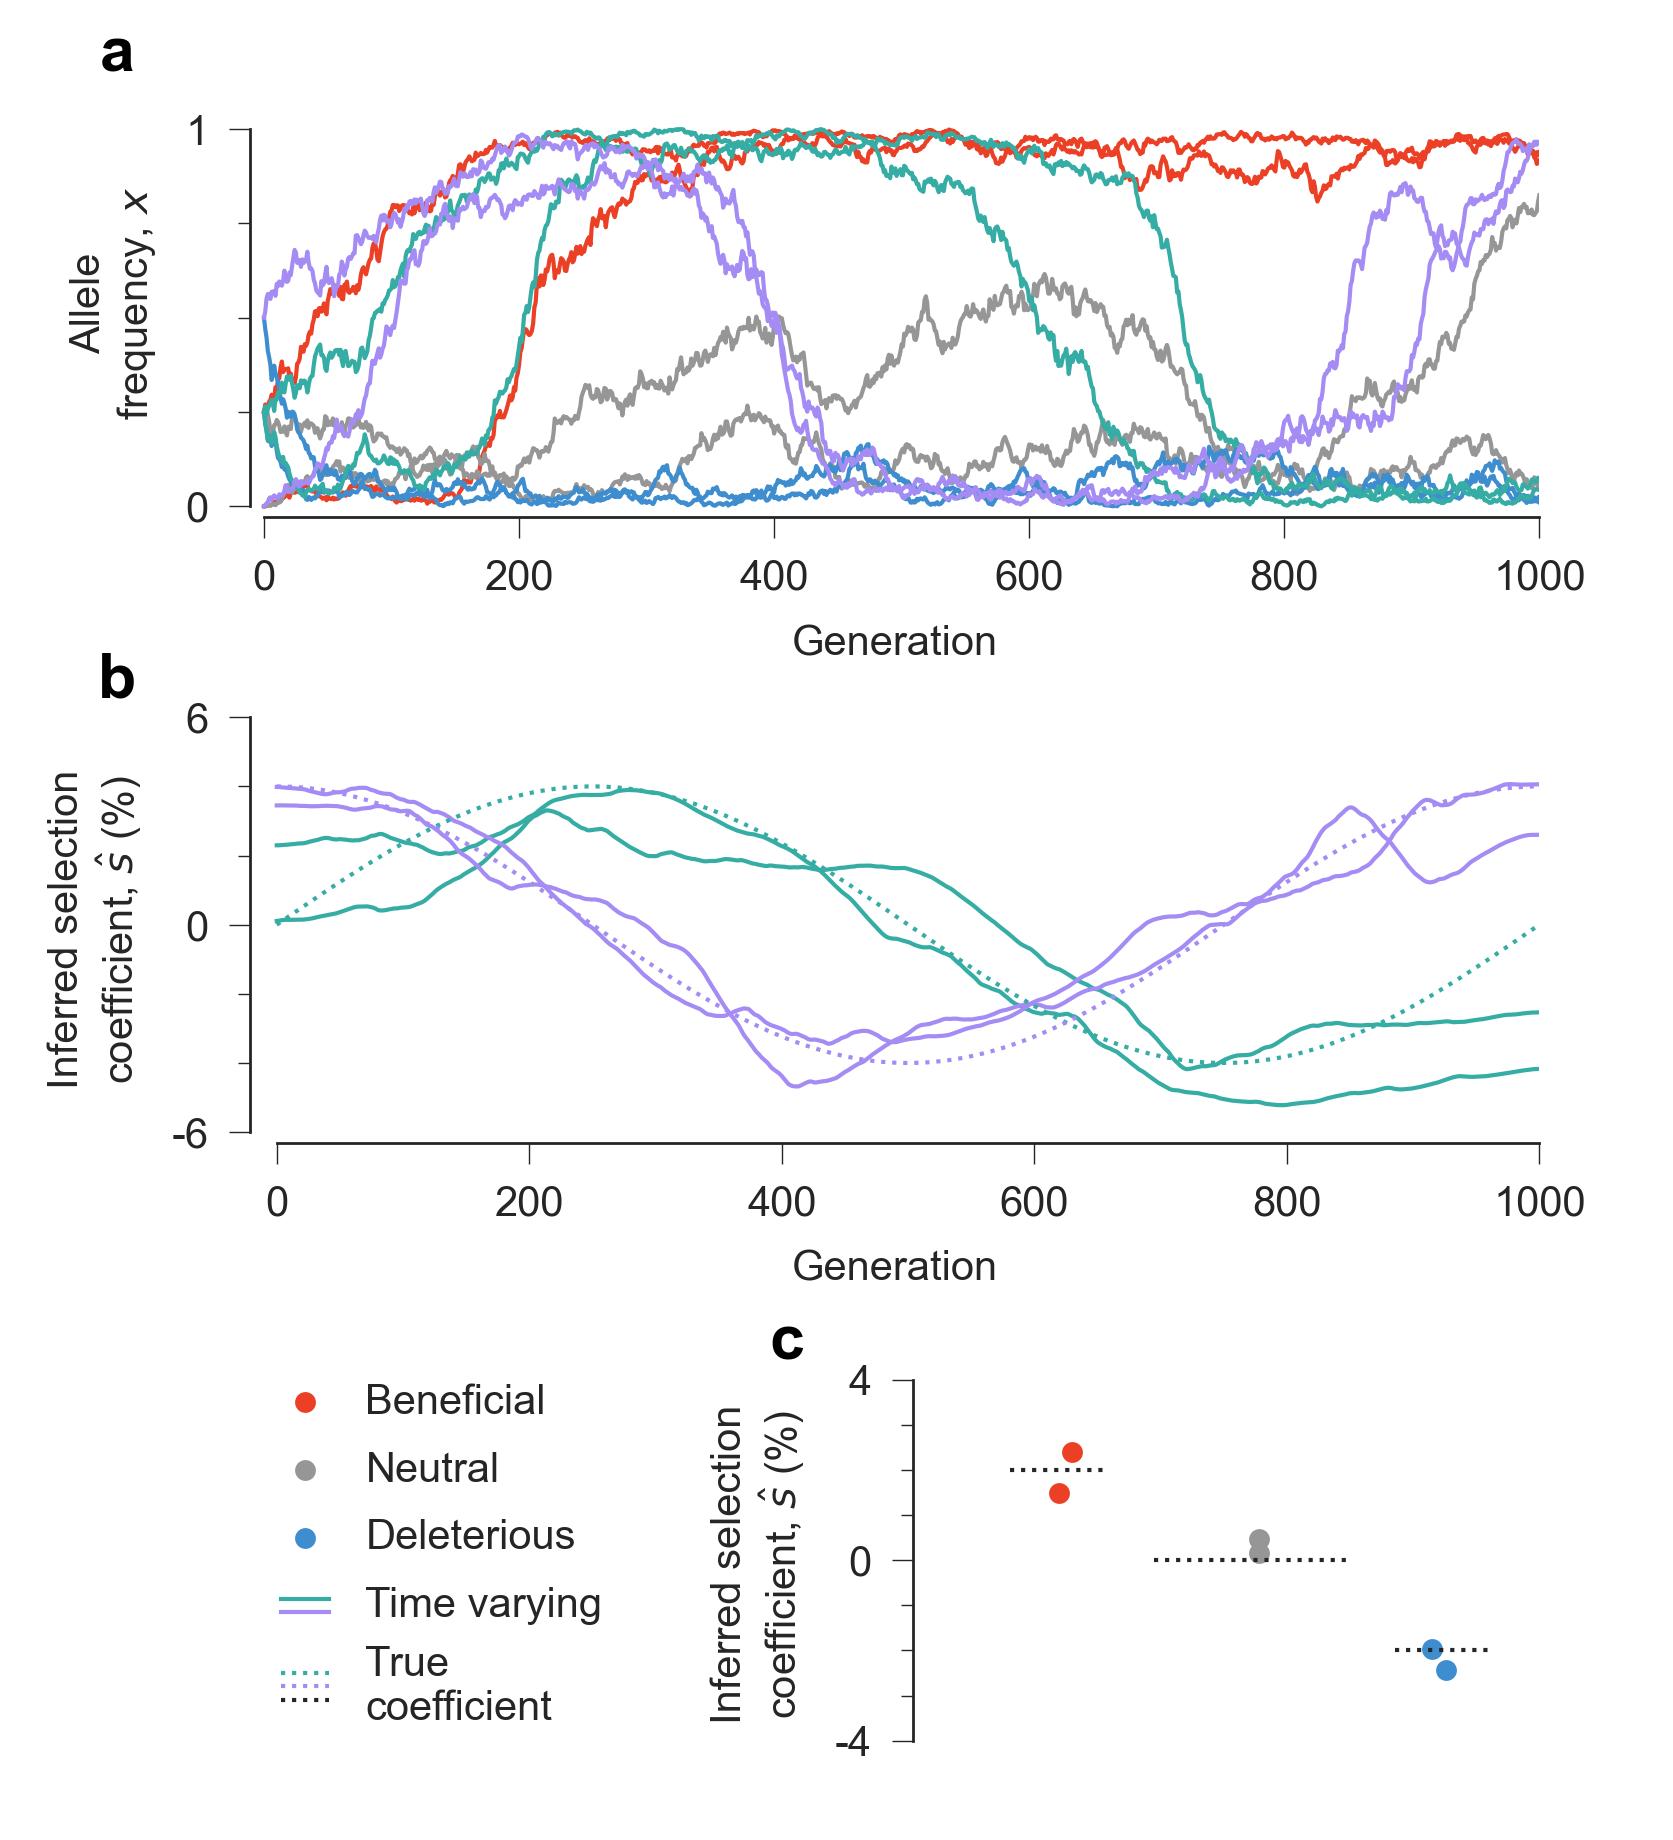 a
1
0
Allele
frequency, x
0 200 400 600 800 1000
Generation
b
6
0
-6
Inferred selection
coefficient, ŝ (%)
0 200 400 600 800 1000
Generation
Beneficial
Neutral
Deleterious
Time varying
True
coefficient
c
4
0
-4
Inferred selection
coefficient, ŝ (%)